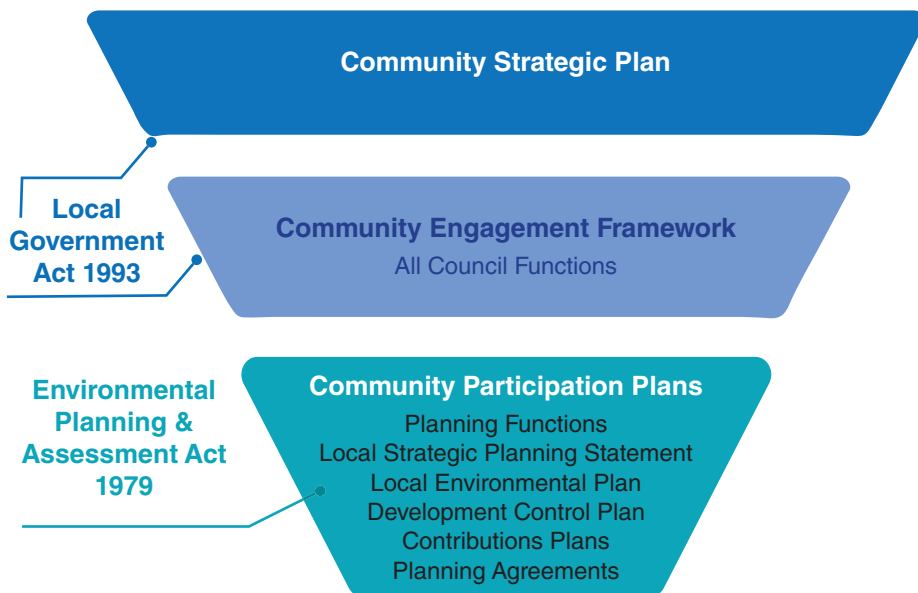 Community Strategic Plan
Local
Government
Act 1993
Community Engagement Framework
All Council Functions
Environmental
Planning &
Assessment Act
1979
Community Participation Plans
Planning Functions
Local Strategic Planning Statement
Local Environmental Plan
Development Control Plan
Contributions Plans
Planning Agreements